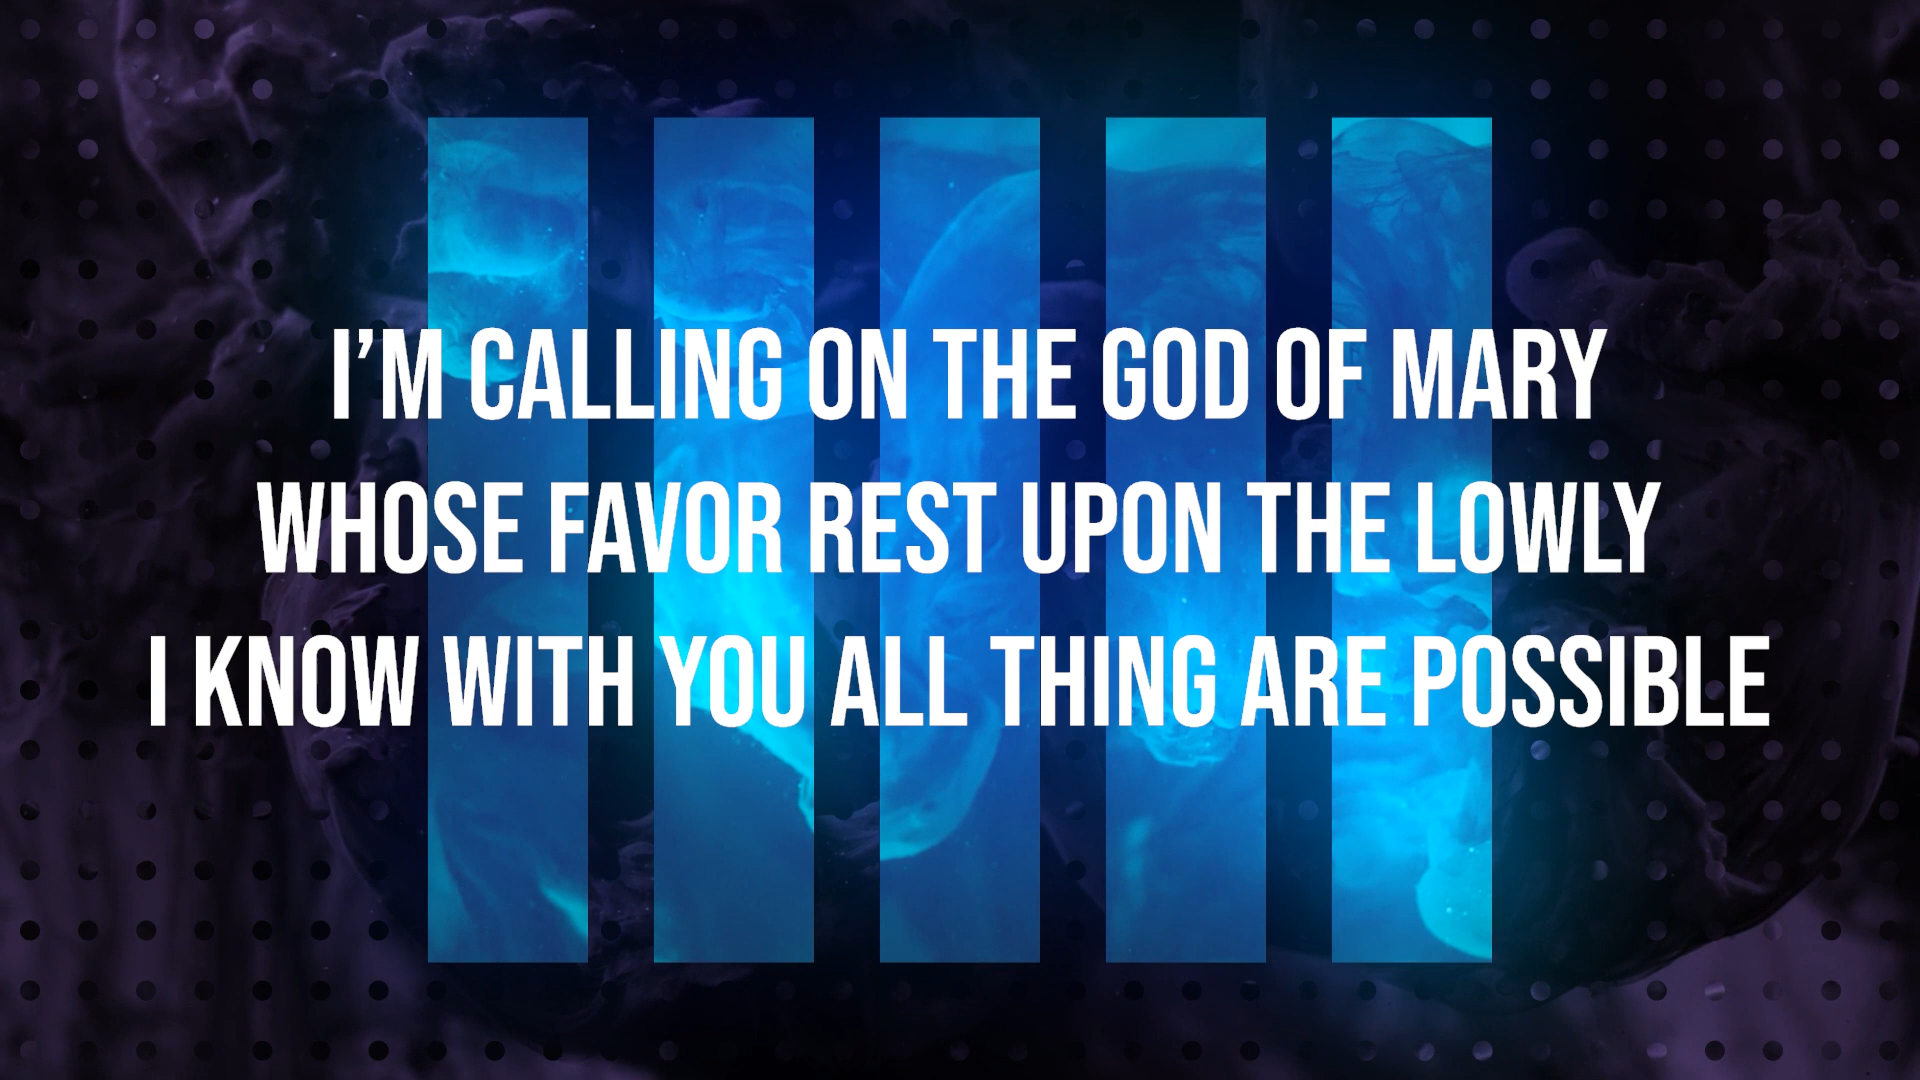 I’M CALLING ON THE GOD OF MARY
WHOSE FAVOR REST UPON THE LOWLY
I KNOW WITH YOU ALL THING ARE POSSIBLE